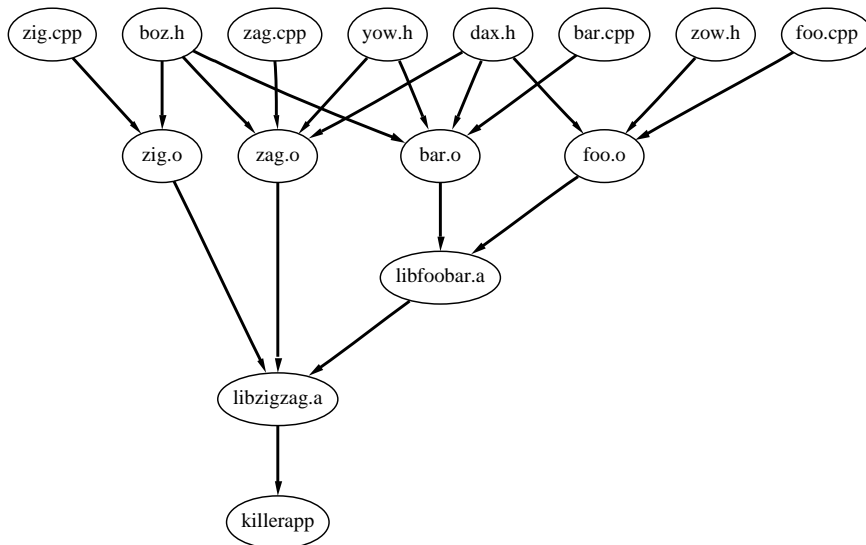 zig.cpp boz.h zag.cpp yow.h dax.h bar.cpp zow.h foo.cpp
zig.o zag.o bar.o foo.o
libfoobar.a
libzigzag.a
killerapp